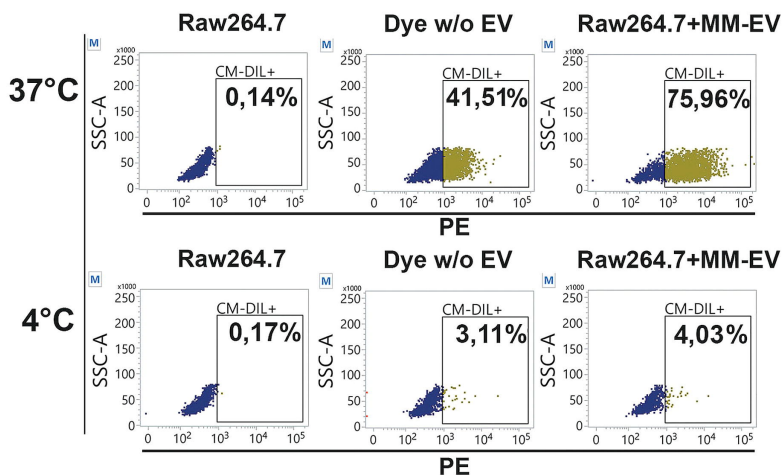 Raw264.7 Dye w/o EV Raw264.7+MM-EV
37°C
M x1000 CM-DIL+ 0,14% SSC-A 250 200 150 100 50 0 0 10² 10³ 10⁴ 10⁵
M x1000 CM-DIL+ 41,51% 250 200 150 100 50 0 0 10² 10³ 10⁴ 10⁵
M x1000 CM-DIL+ 75,96% SSC-A 250 200 150 100 50 0 0 10² 10³ 10⁴ 10⁵
PE
Raw264.7 Dye w/o EV Raw264.7+MM-EV
4°C
M x1000 CM-DIL+ 0,17% SSC-A 250 200 150 100 50 0 0 10² 10³ 10⁴ 10⁵
M x1000 CM-DIL+ 3,11% SSC-A 250 200 150 100 50 0 0 10² 10³ 10⁴ 10⁵
M x1000 CM-DIL+ 4,03% SSC-A 250 200 150 100 50 0 0 10² 10³ 10⁴ 10⁵
PE